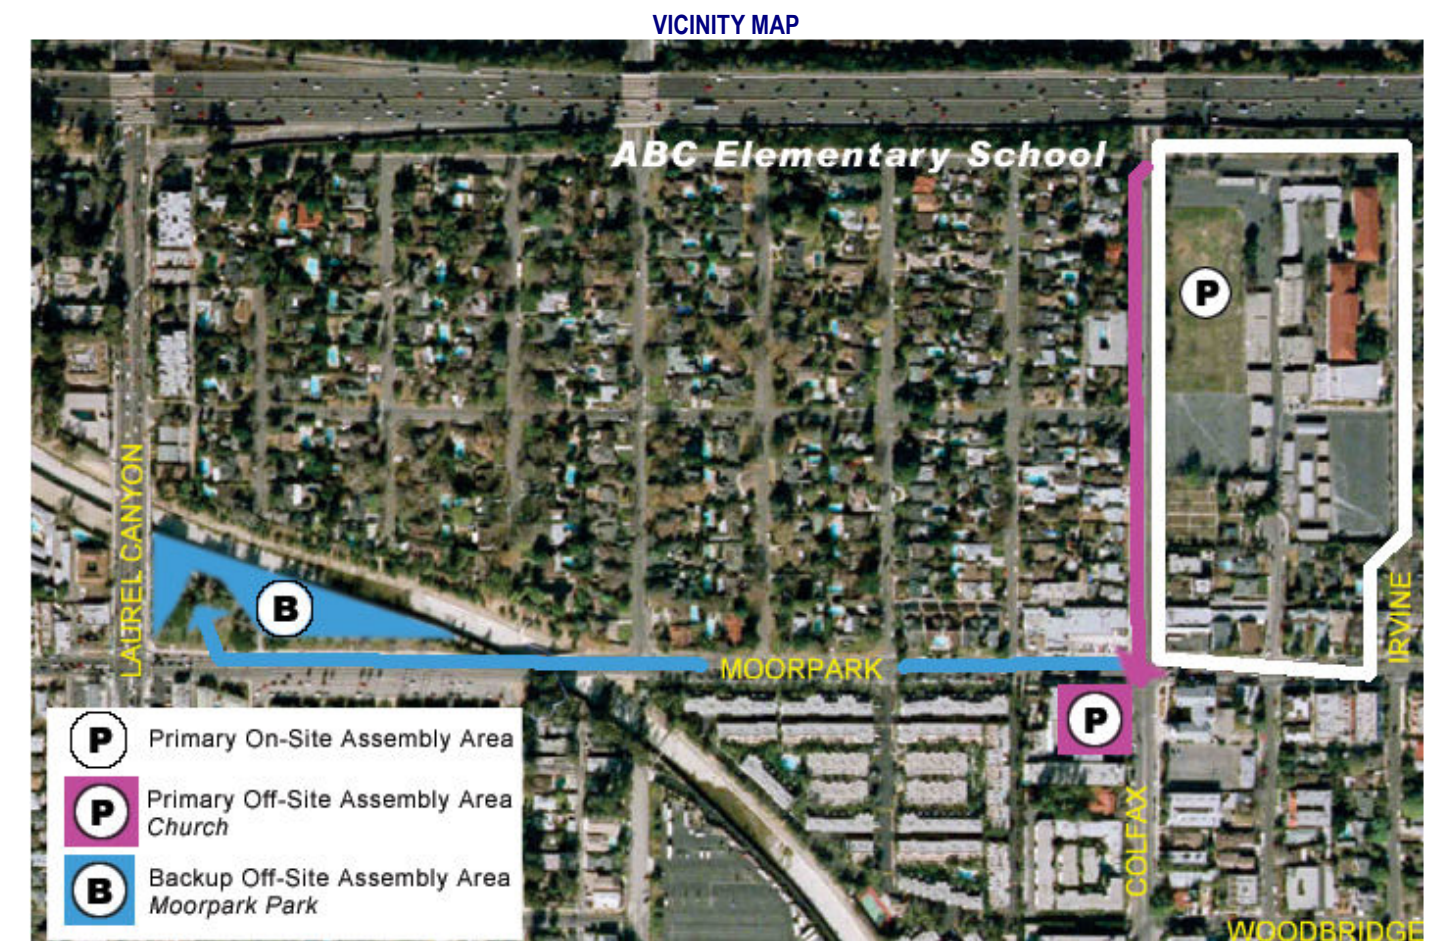 VICINITY MAP
ABC Elementary School
P
LAUREL CANYON
B
MOORPARK
IRVINE
P
COLFAX
WOODBRIDGE
P Primary On-Site Assembly Area
P Primary Off-Site Assembly Area
Church
B Backup Off-Site Assembly Area
Moorpark Park